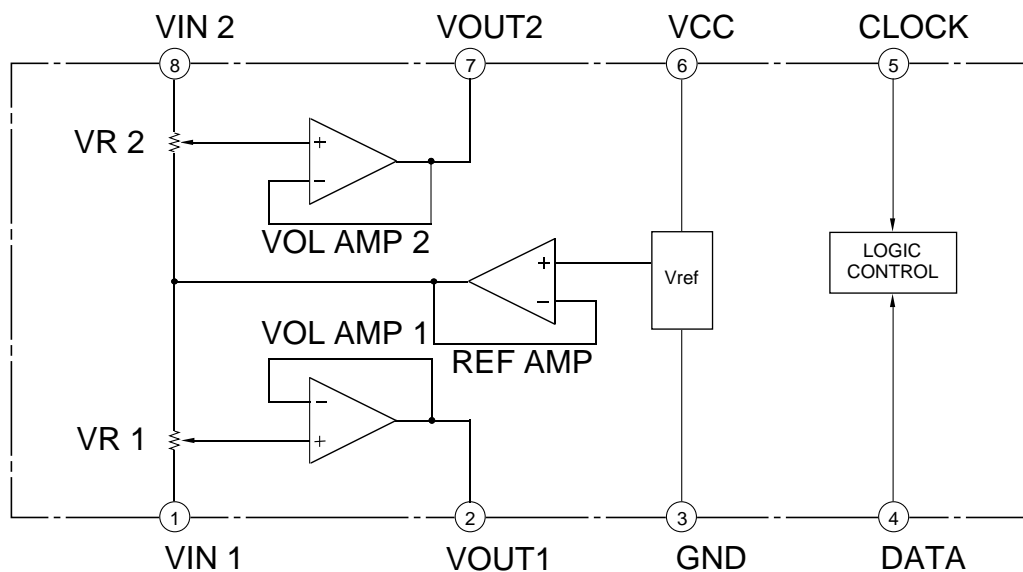 VIN 2 VOUT2 VCC CLOCK
8 7 6 5
VR 2
+
−
VOL AMP 2
LOGIC
CONTROL
+
−
Vref
VOL AMP 1
REF AMP
−
+
VR 1
1 2 3 4
VIN 1 VOUT1 GND DATA